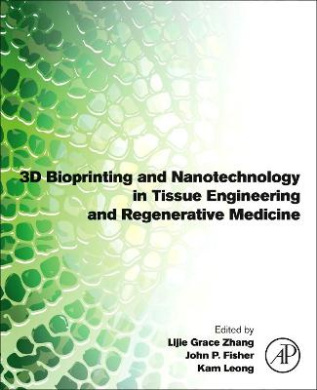 3D Bioprinting and Nanotechnology
in Tissue Engineering
and Regenerative Medicine
Edited by
Lijie Grace Zhang
John P. Fisher
Kam Leong
AP